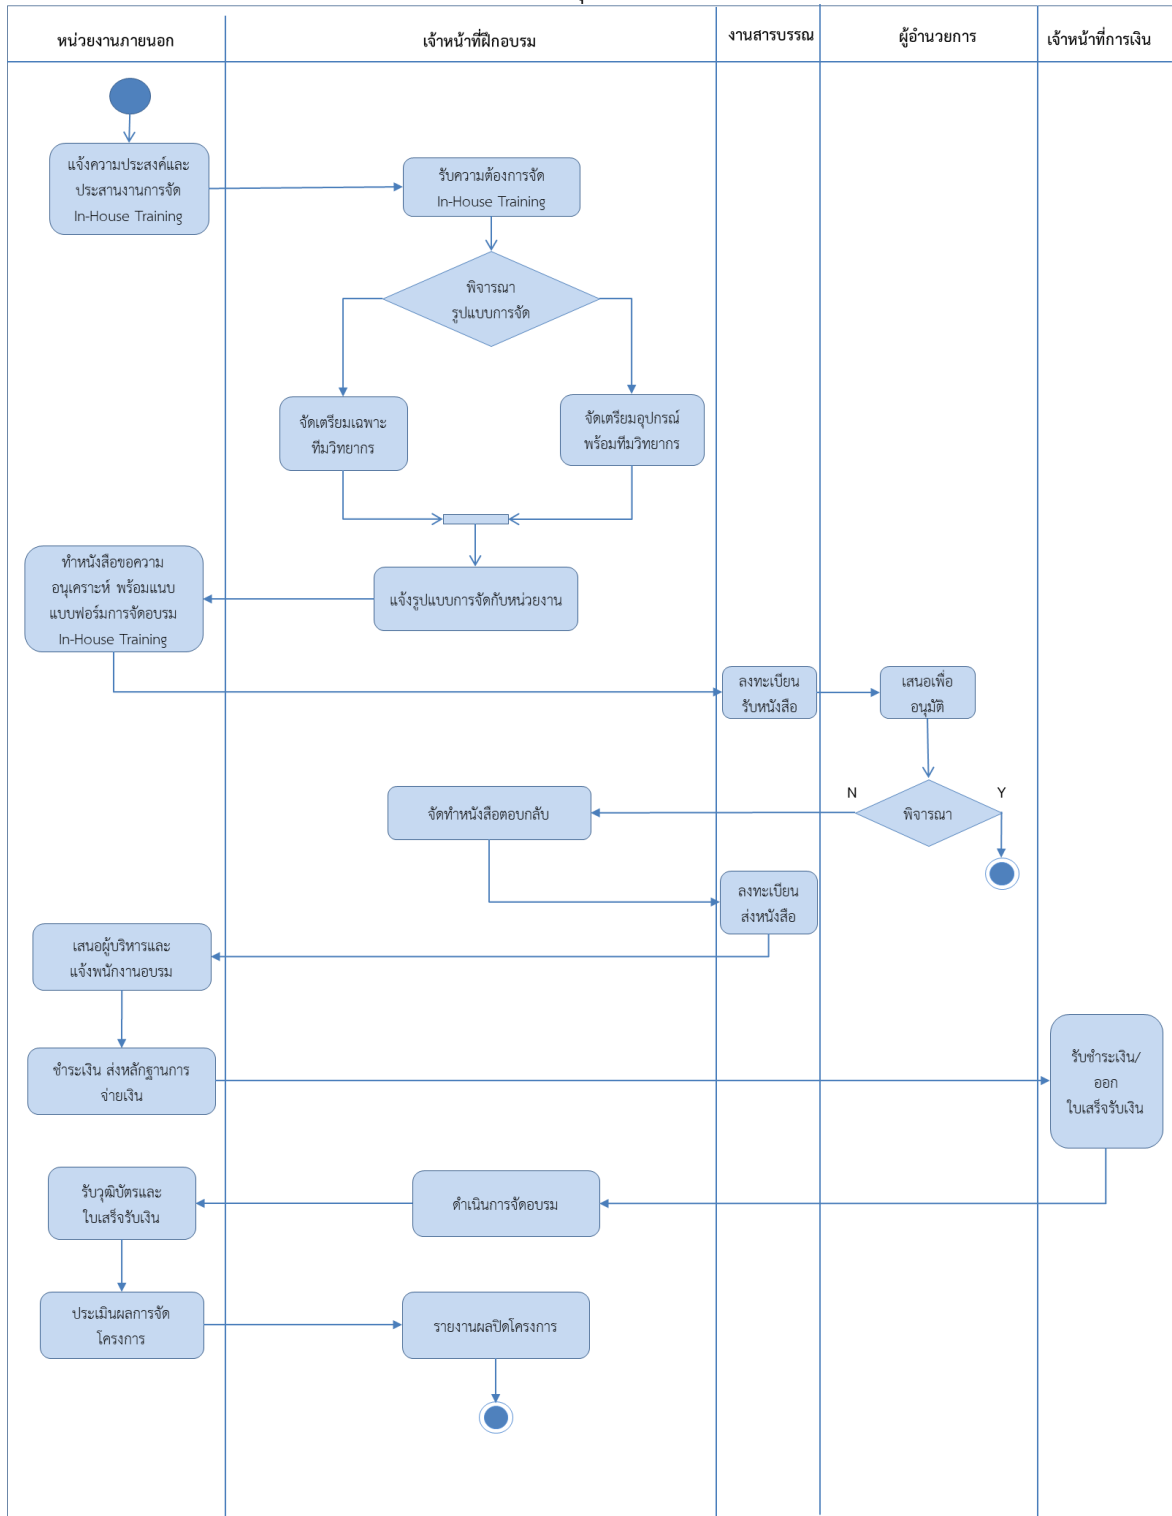 หน่วยงานภายนอก
เจ้าหน้าที่ฝึกอบรม
งานสารบรรณ
ผู้อำนวยการ
เจ้าหน้าที่การเงิน
แจ้งความประสงค์และ
ประสานงานการจัด
In-House Training
รับความต้องการจัด
In-House Training
พิจารณา
รูปแบบการจัด
จัดเตรียมเฉพาะ
ทีมวิทยากร
จัดเตรียมอุปกรณ์
พร้อมทีมวิทยากร
ทำหนังสือขอความ
อนุเคราะห์ พร้อมแนบ
แบบฟอร์มการจัดอบรม
In-House Training
แจ้งรูปแบบการจัดกับหน่วยงาน
ลงทะเบียน
รับหนังสือ
เสนอเพื่อ
อนุมัติ
N
Y
พิจารณา
จัดทำหนังสือตอบกลับ
ลงทะเบียน
ส่งหนังสือ
เสนอผู้บริหารและ
แจ้งพนักงานอบรม
ชำระเงิน ส่งหลักฐานการ
จ่ายเงิน
รับชำระเงิน/
ออก
ใบเสร็จรับเงิน
รับวุฒิบัตรและ
ใบเสร็จรับเงิน
ดำเนินการจัดอบรม
ประเมินผลการจัด
โครงการ
รายงานผลปิดโครงการ